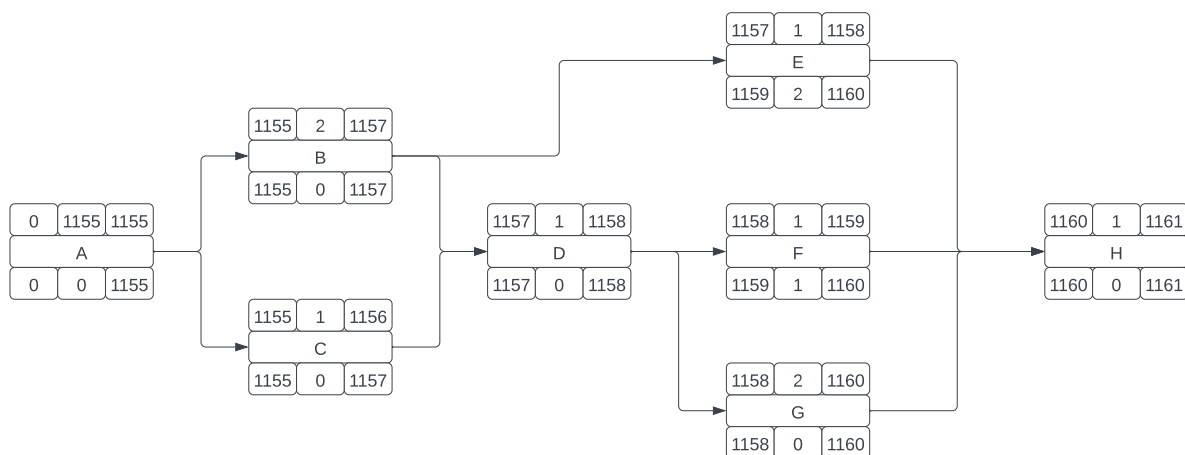 1157 1 1158
E
1159 2 1160
1155 2 1157
B
1155 0 1157
0 1155 1155
A
0 0 1155
1157 1 1158
D
1157 0 1158
1158 1 1159
F
1159 1 1160
1160 1 1161
H
1160 0 1161
1155 1 1156
C
1155 0 1157
1158 2 1160
G
1158 0 1160